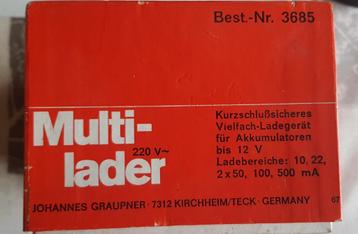 Best.-Nr. 3685
Multi-
lader
220 V~
Kurzschlußsicheres
Vielfach-Ladegerät
für Akkumulatoren
bis 12 V
Ladebereiche: 10, 22,
2 x 50, 100, 500 mA
JOHANNES GRAUPNER · 7312 KIRCHHEIM/TECK · GERMANY
67